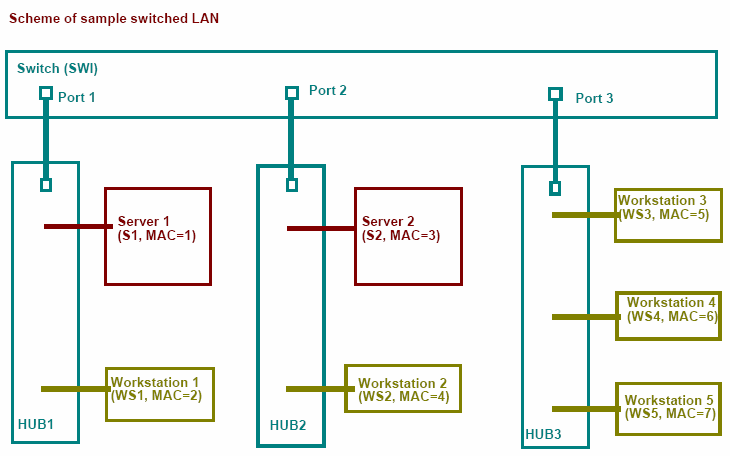 Scheme of sample switched LAN
Switch (SWI)
Port 1
Port 2
Port 3
Server 1
(S1, MAC=1)
Server 2
(S2, MAC=3)
Workstation 3
(WS3, MAC=5)
Workstation 4
(WS4, MAC=6)
Workstation 1
(WS1, MAC=2)
Workstation 2
(WS2, MAC=4)
Workstation 5
(WS5, MAC=7)
HUB1
HUB2
HUB3